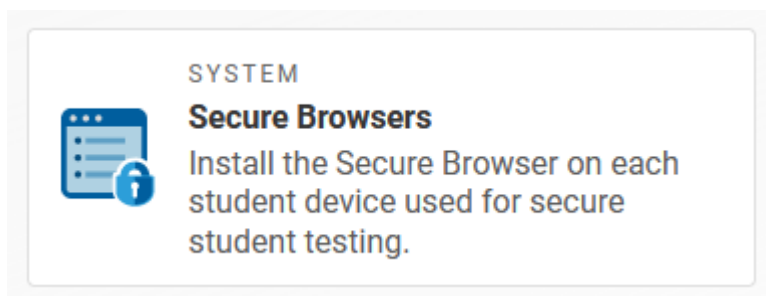 SYSTEM
Secure Browsers
Install the Secure Browser on each
student device used for secure
student testing.